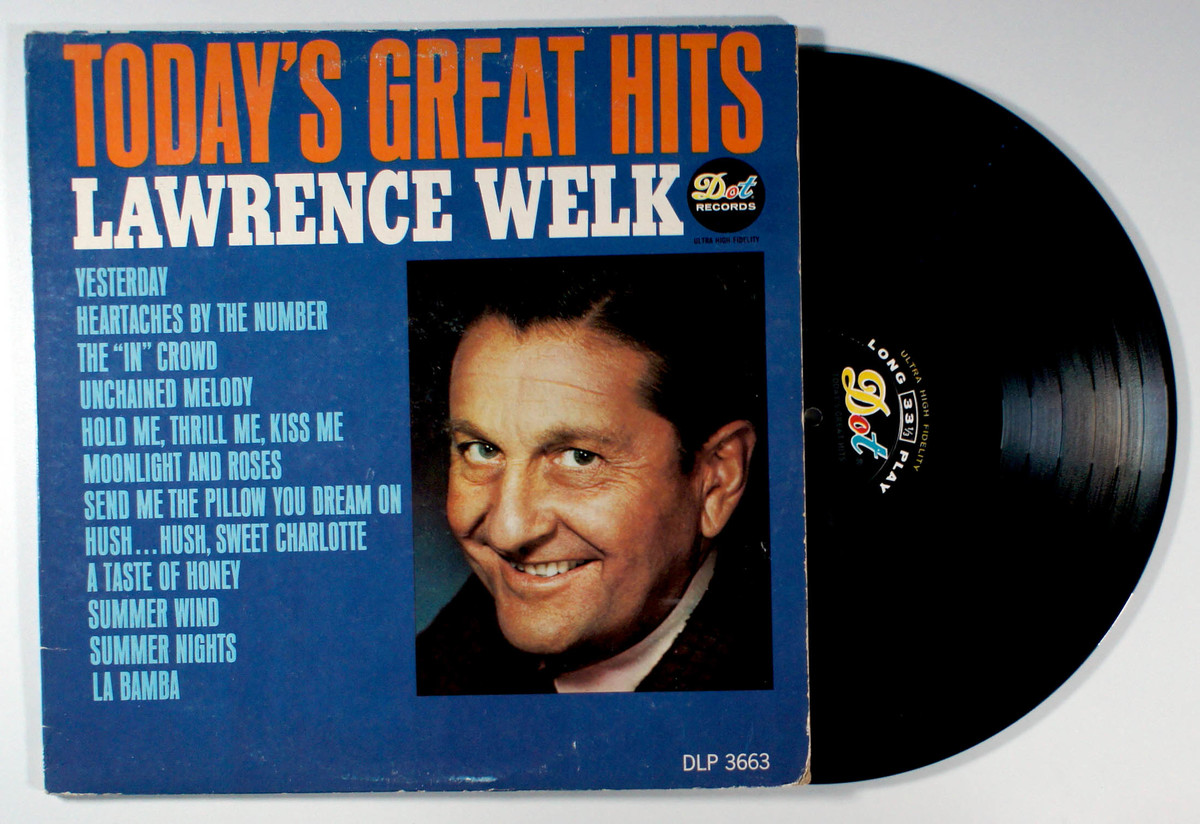 TODAY'S GREAT HITS
LAWRENCE WELK
Dot
RECORDS
ULTRA HIGH FIDELITY
YESTERDAY
HEARTACHES BY THE NUMBER
THE “IN” CROWD
UNCHAINED MELODY
HOLD ME, THRILL ME, KISS ME
MOONLIGHT AND ROSES
SEND ME THE PILLOW YOU DREAM ON
HUSH...HUSH, SWEET CHARLOTTE
A TASTE OF HONEY
SUMMER WIND
SUMMER NIGHTS
LA BAMBA
DLP 3663
ULTRA HIGH FIDELITY
LONG 33⅓ PLAY
Dot